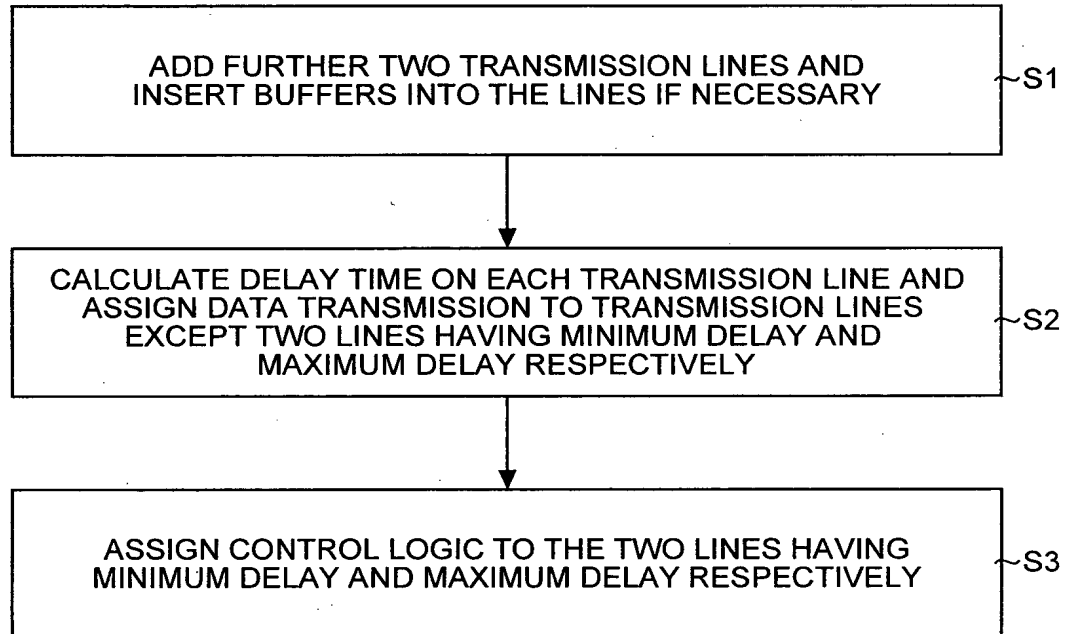 ADD FURTHER TWO TRANSMISSION LINES AND
INSERT BUFFERS INTO THE LINES IF NECESSARY
~S1
CALCULATE DELAY TIME ON EACH TRANSMISSION LINE AND
ASSIGN DATA TRANSMISSION TO TRANSMISSION LINES
EXCEPT TWO LINES HAVING MINIMUM DELAY AND
MAXIMUM DELAY RESPECTIVELY
~S2
ASSIGN CONTROL LOGIC TO THE TWO LINES HAVING
MINIMUM DELAY AND MAXIMUM DELAY RESPECTIVELY
~S3